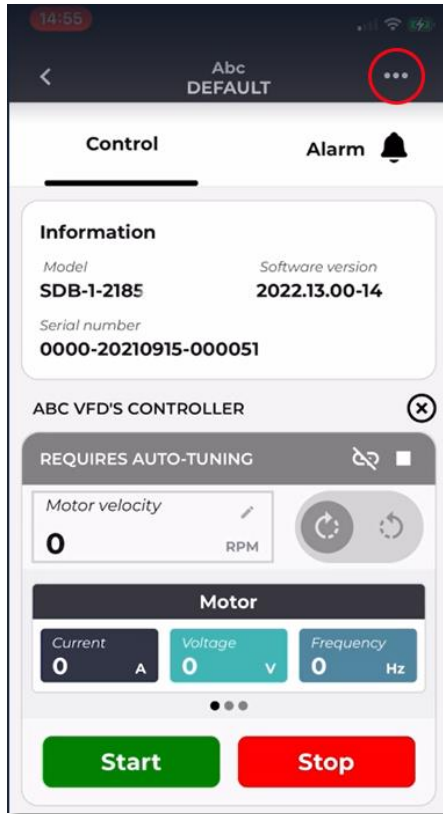 14:55
Abc
DEFAULT
Control Alarm
Information
Model Software version
SDB-1-2185 2022.13.00-14
Serial number
0000-20210915-000051
ABC VFD'S CONTROLLER
REQUIRES AUTO-TUNING
Motor velocity
0 RPM
Motor
Current Voltage Frequency
0 A 0 V 0 Hz
Start Stop